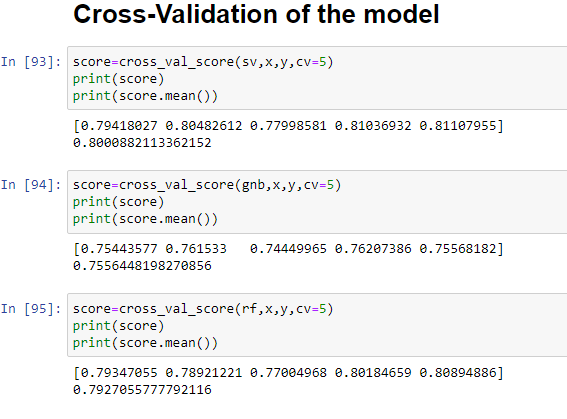 Cross-Validation of the model
In [93]: score=cross_val_score(sv,x,y,cv=5)
print(score)
print(score.mean())
[0.79418027 0.80482612 0.77998581 0.81036932 0.81107955]
0.8000882113362152
In [94]: score=cross_val_score(gnb,x,y,cv=5)
print(score)
print(score.mean())
[0.75443577 0.761533   0.74449965 0.76207386 0.75568182]
0.7556448198270856
In [95]: score=cross_val_score(rf,x,y,cv=5)
print(score)
print(score.mean())
[0.79347055 0.78921221 0.77004968 0.80184659 0.80894886]
0.7927055777792116